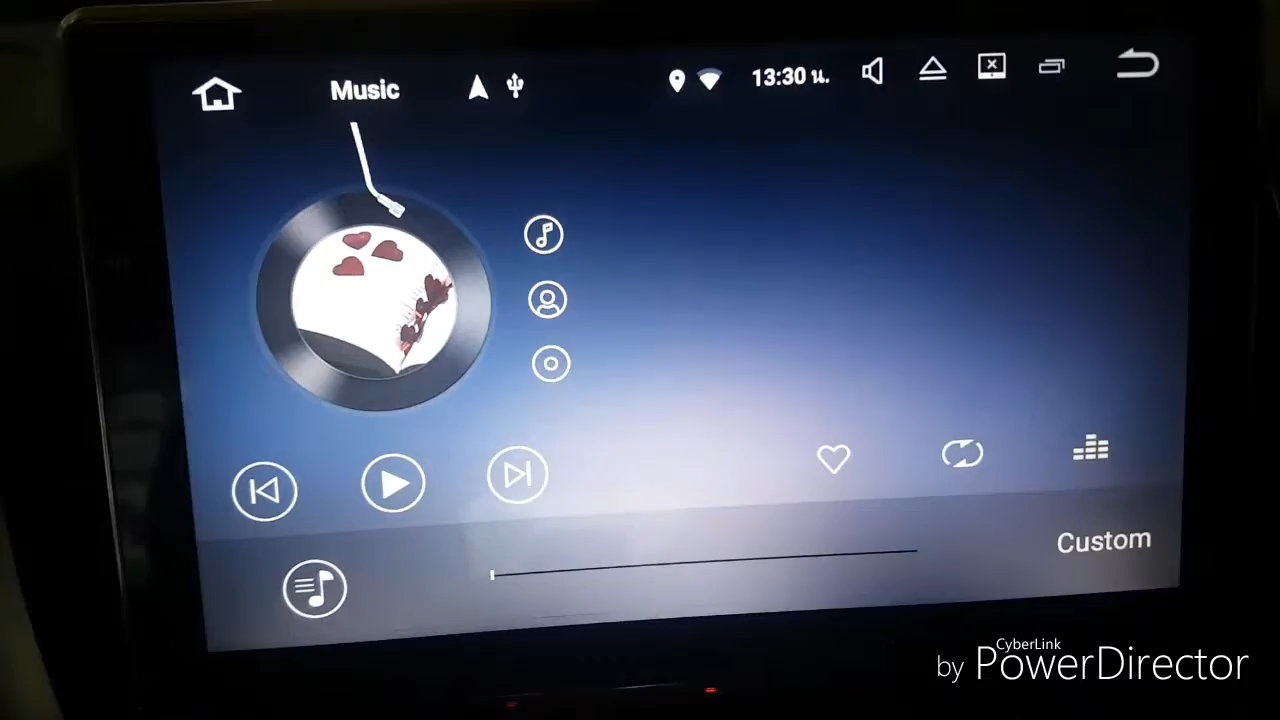 Music
13:30 น.
Custom
CyberLink
by PowerDirector